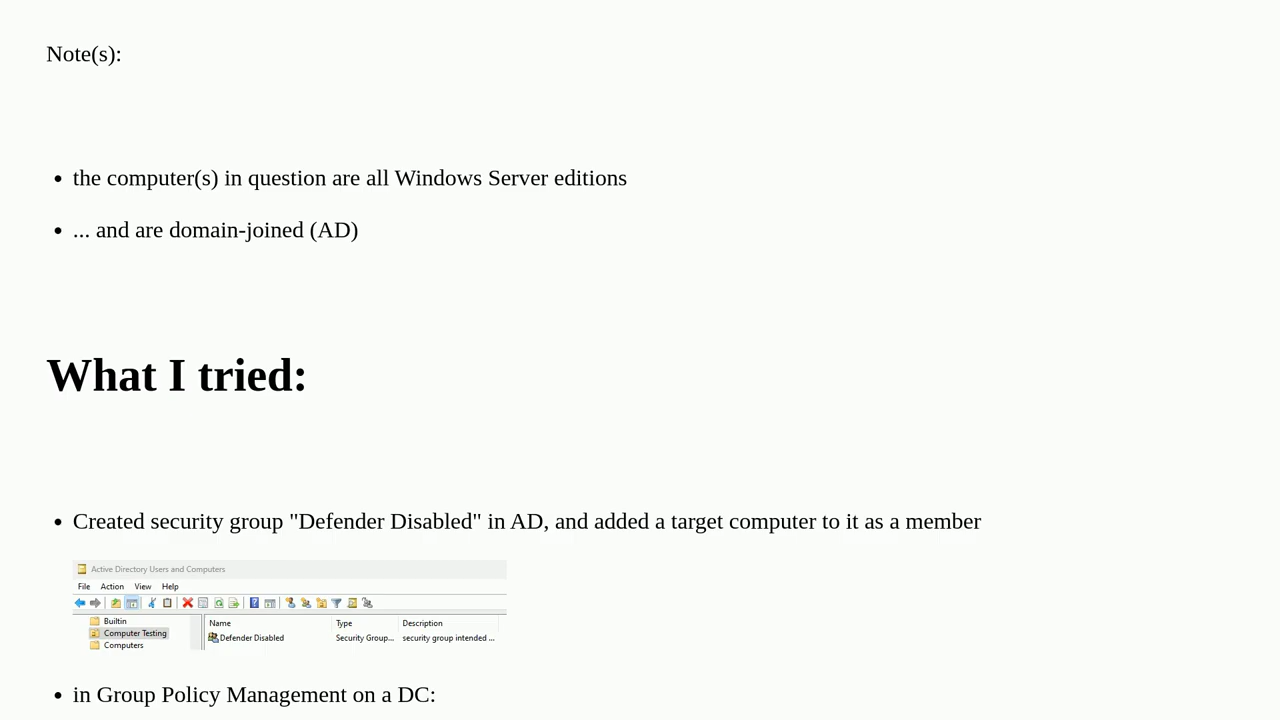 Note(s):
• the computer(s) in question are all Windows Server editions
• ... and are domain-joined (AD)
What I tried:
• Created security group "Defender Disabled" in AD, and added a target computer to it as a member
Active Directory Users and Computers
File Action View Help
Builtin
Computer Testing
Computers
Name Type Description
Defender Disabled Security Group... security group intended ...
• in Group Policy Management on a DC: